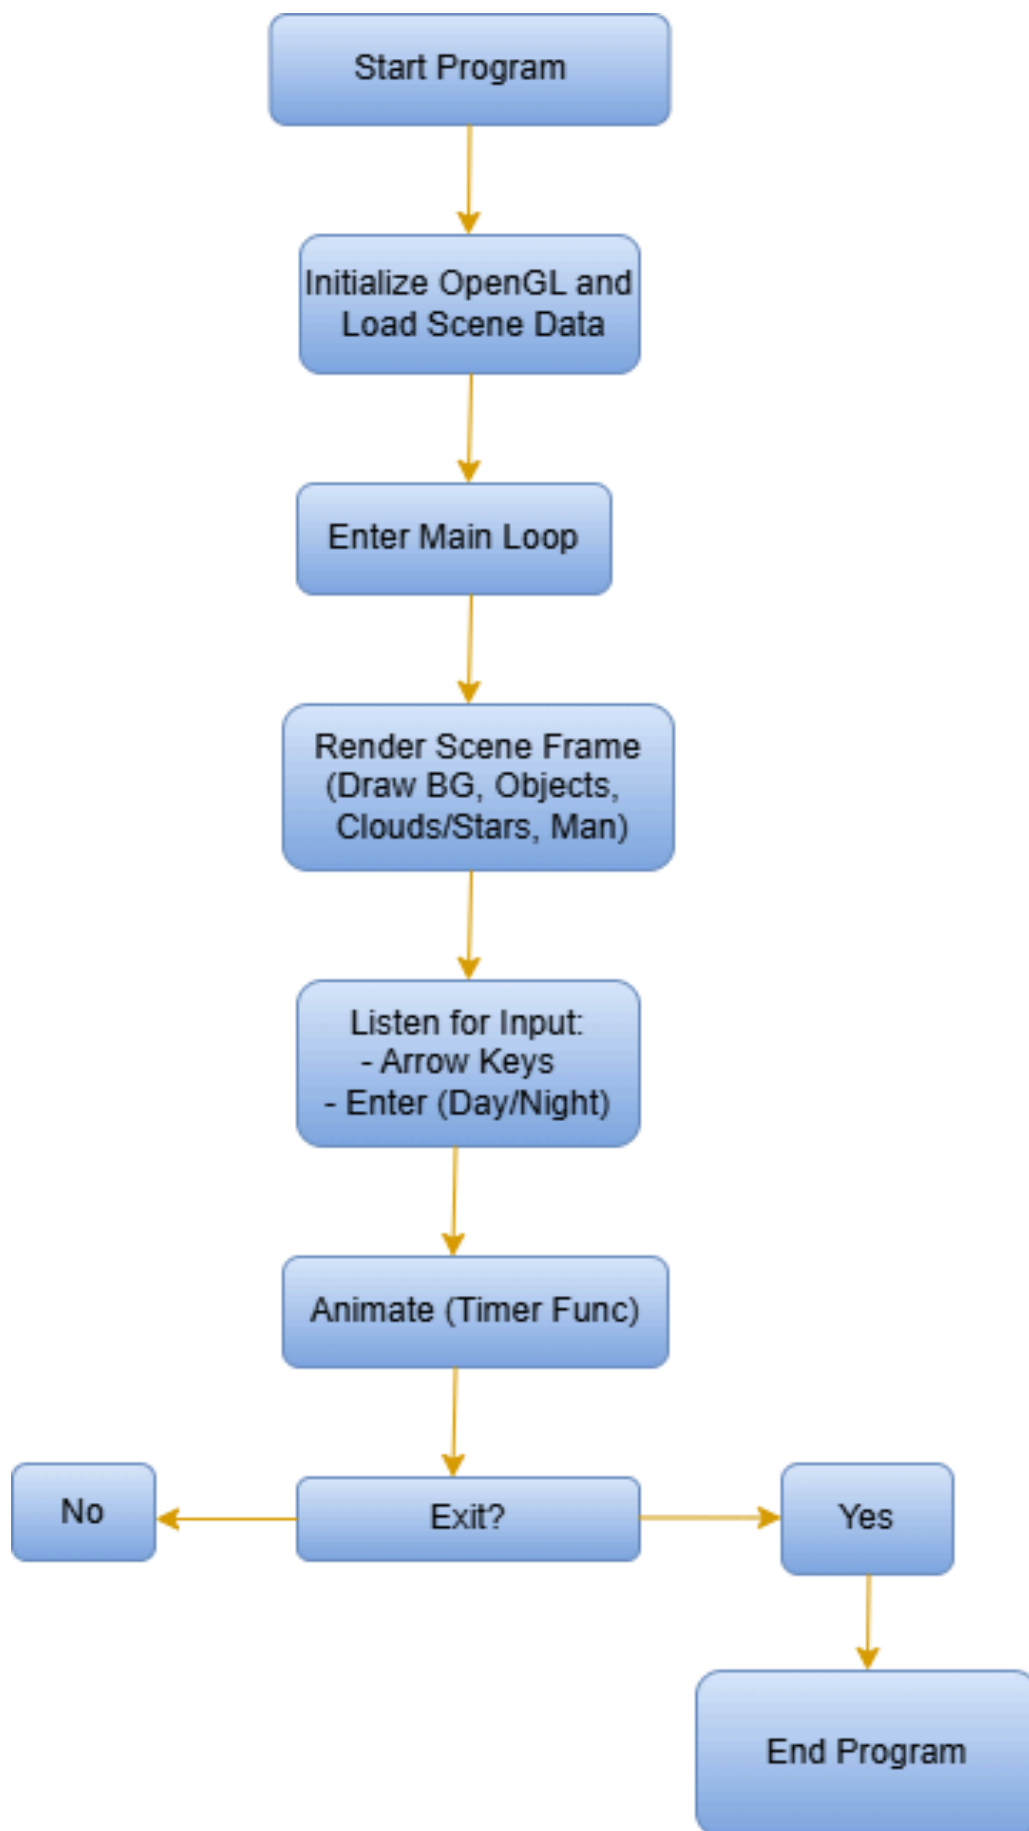 Start Program
Initialize OpenGL and
Load Scene Data
Enter Main Loop
Render Scene Frame
(Draw BG, Objects,
Clouds/Stars, Man)
Listen for Input:
- Arrow Keys
- Enter (Day/Night)
Animate (Timer Func)
No
Exit?
Yes
End Program